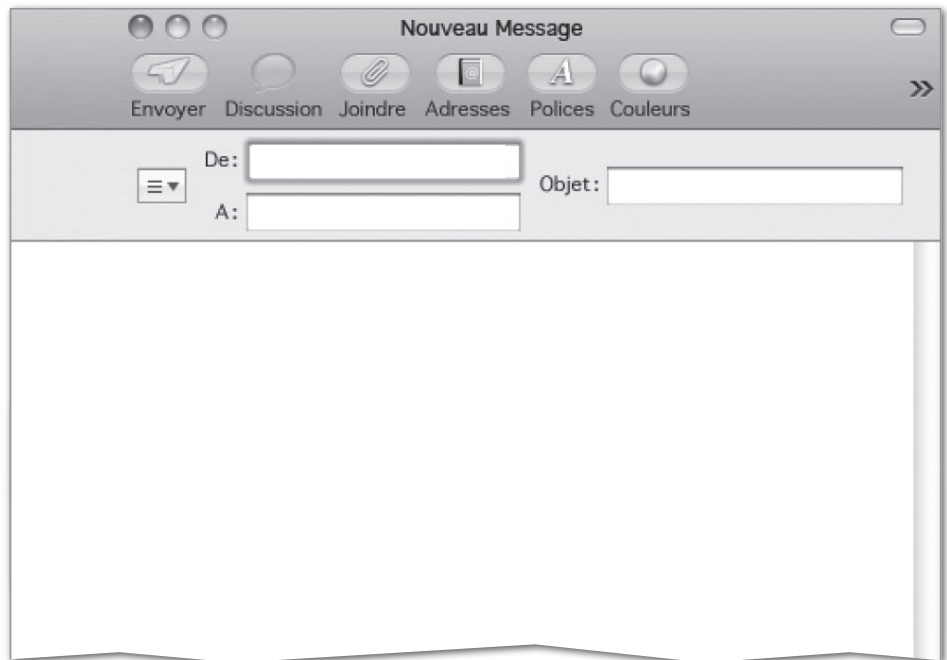 Nouveau Message
Envoyer Discussion Joindre Adresses Polices Couleurs
De:
Objet:
A: